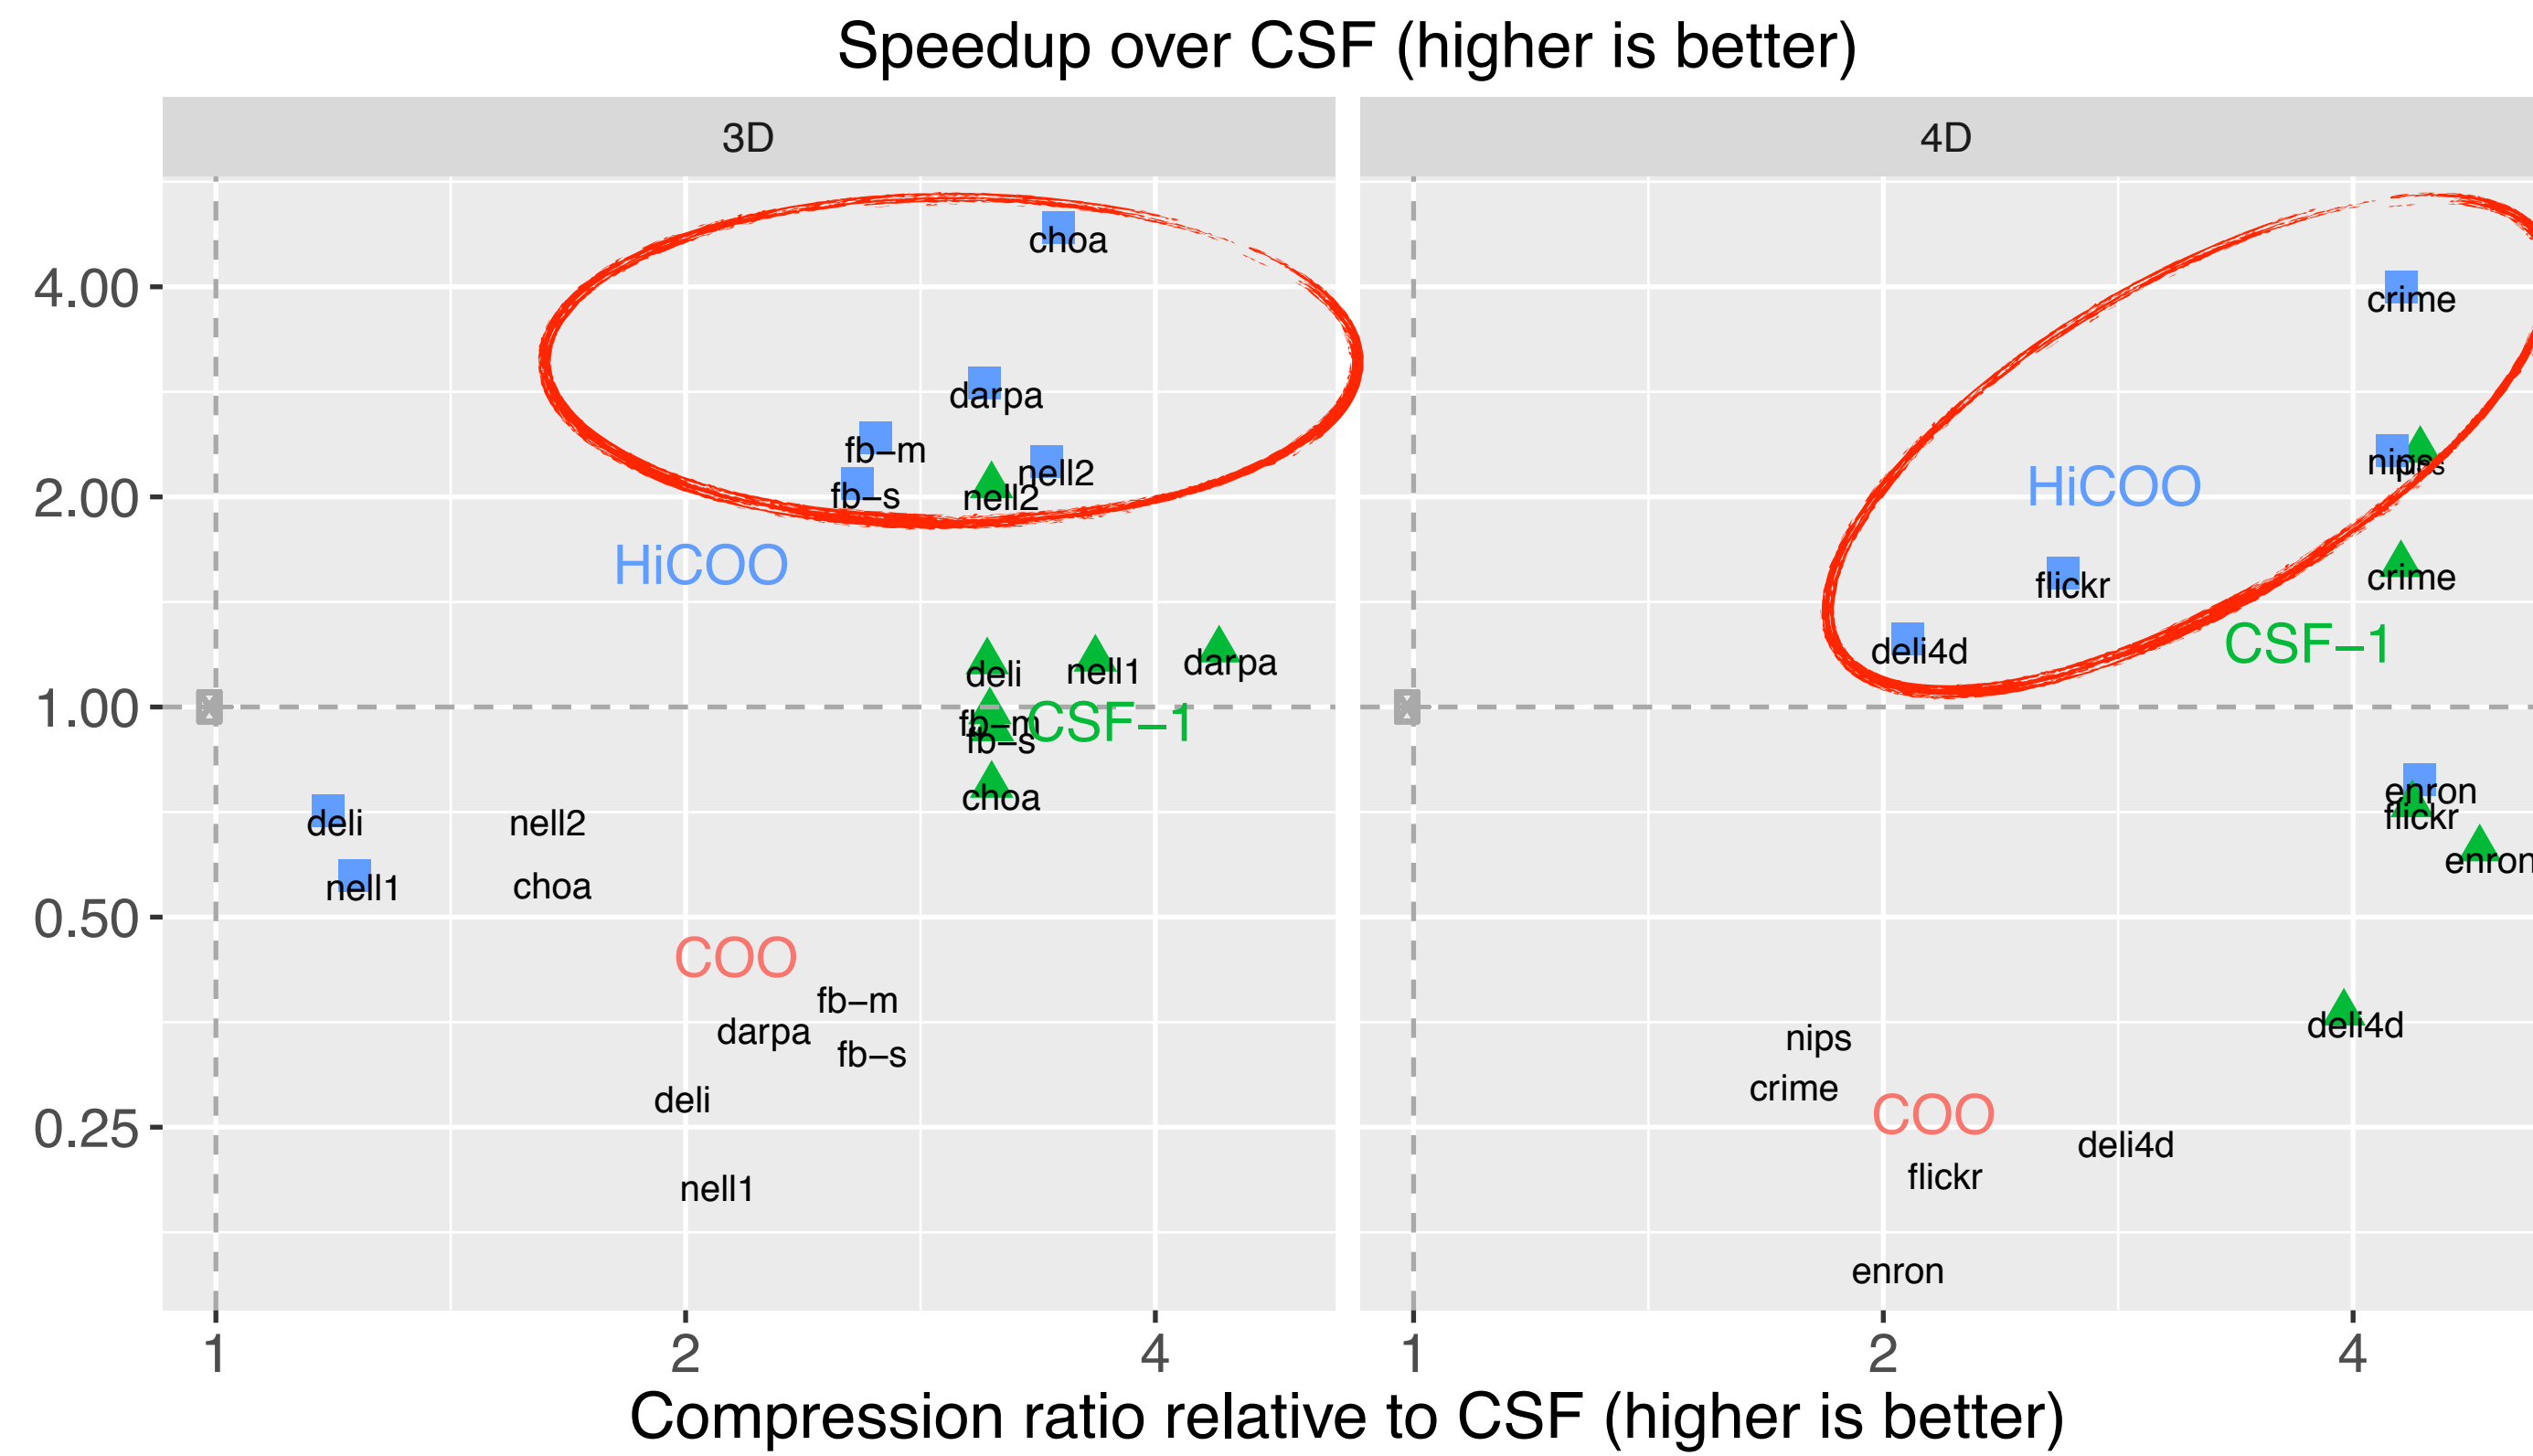 Speedup over CSF (higher is better)
3D
4D
4.00
2.00
1.00
0.50
0.25
choa
darpa
fb–m
nell2
fb–s
nell2
HiCOO
deli
nell1
darpa
fb–m
CSF–1
fb–s
choa
deli
nell2
nell1
choa
COO
fb–m
darpa
fb–s
deli
nell1
crime
nips
nips
HiCOO
flickr
crime
deli4d
CSF–1
enron
flickr
enron
deli4d
nips
crime
COO
deli4d
flickr
enron
1 2 4
1 2 4
Compression ratio relative to CSF (higher is better)